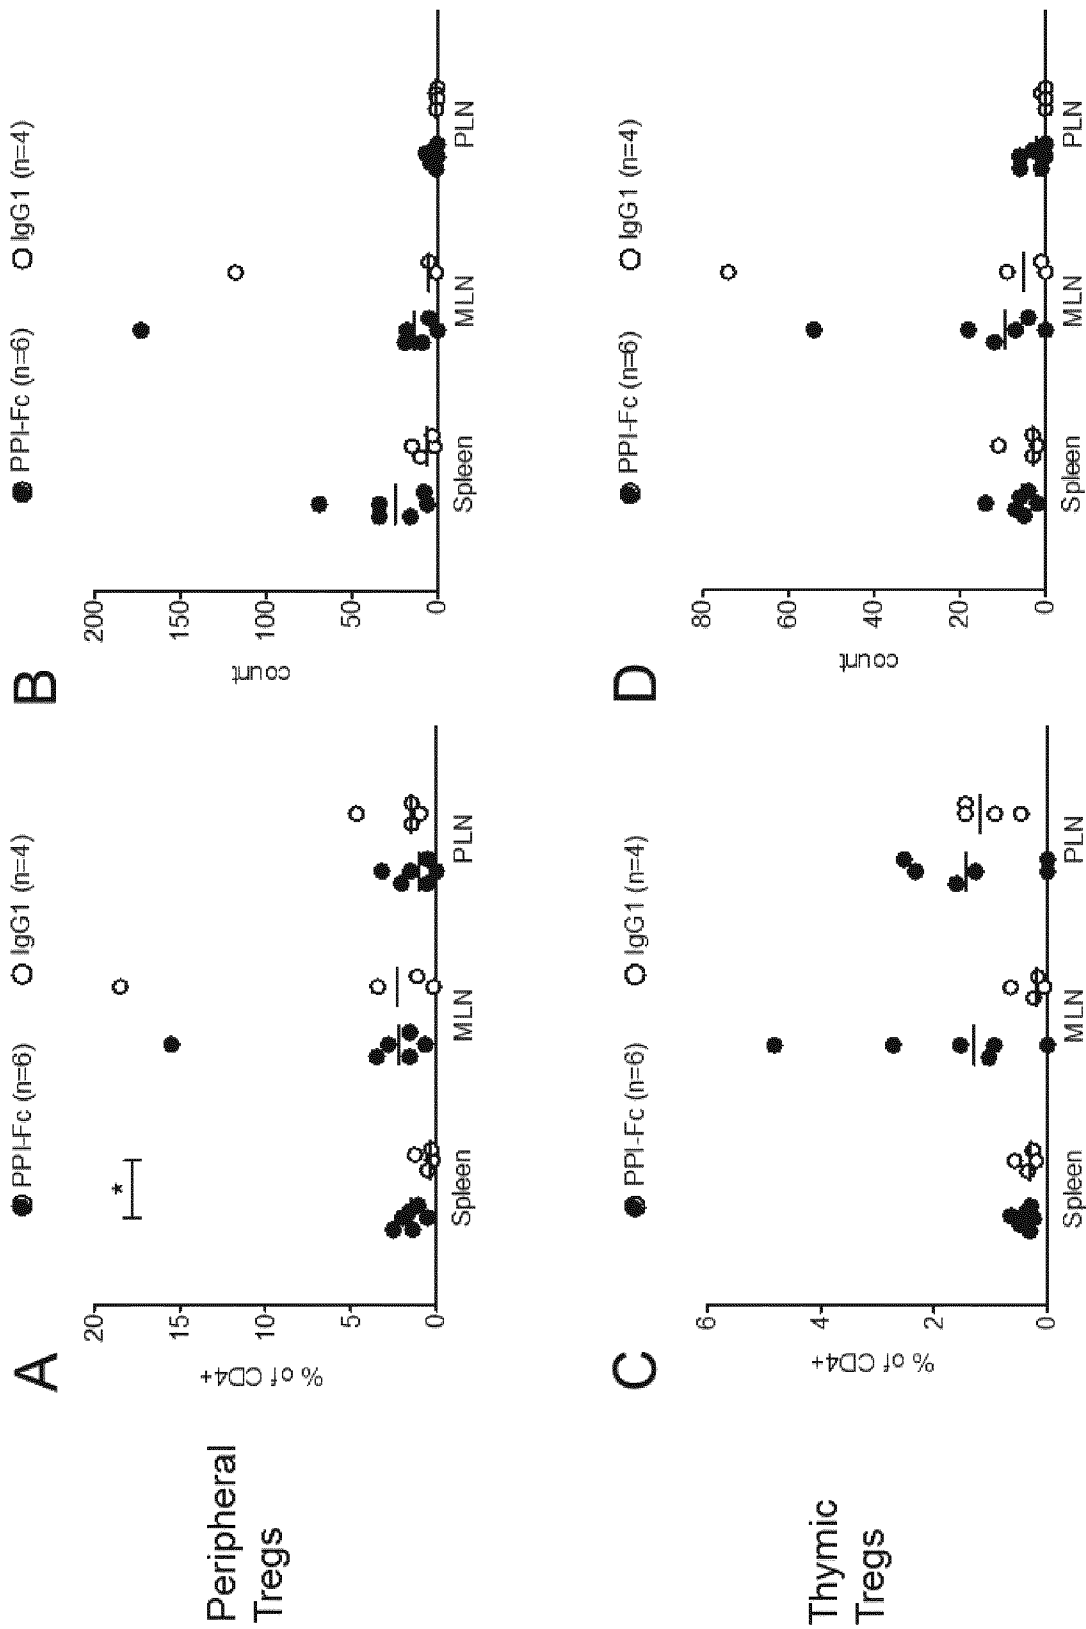 Peripheral
Tregs
A
PPI-Fc (n=6) IgG1 (n=4)
% of CD4+
20
15
10
5
0
*
Spleen MLN PLN
B
PPI-Fc (n=6) IgG1 (n=4)
count
200
150
100
50
0
Spleen MLN PLN
Thymic
Tregs
C
PPI-Fc (n=6) IgG1 (n=4)
% of CD4+
6
4
2
0
Spleen MLN PLN
D
PPI-Fc (n=6) IgG1 (n=4)
count
80
60
40
20
0
Spleen MLN PLN